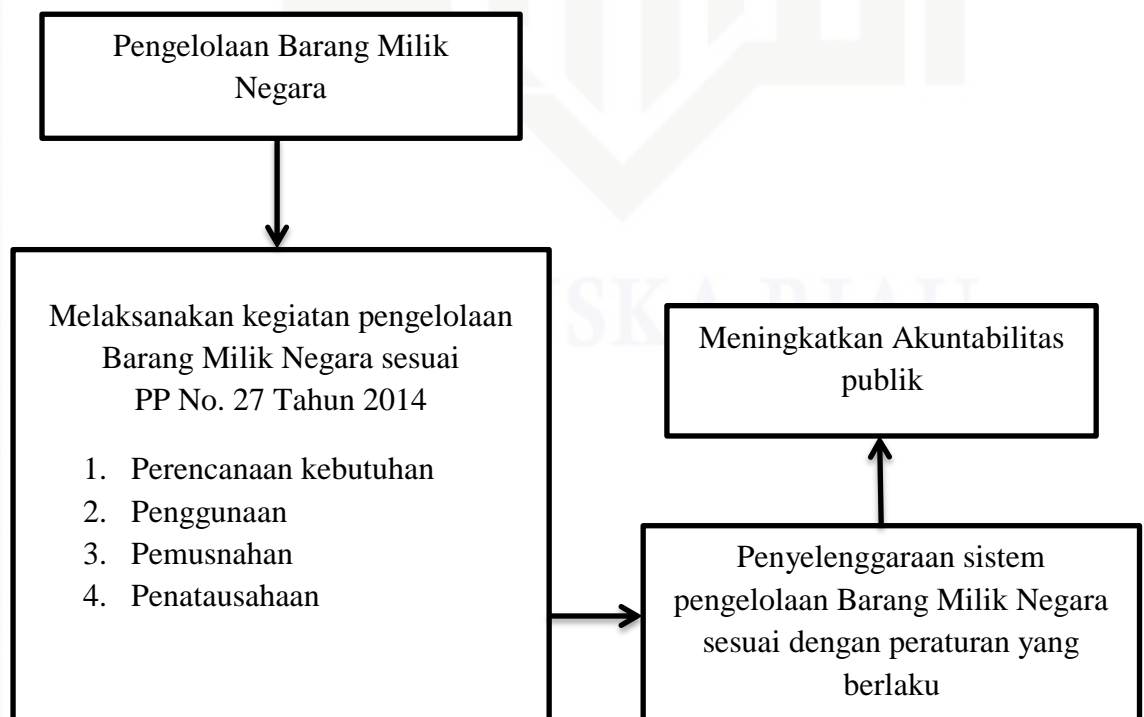 Pengelolaan Barang Milik
Negara
Melaksanakan kegiatan pengelolaan
Barang Milik Negara sesuai
PP No. 27 Tahun 2014
1. Perencanaan kebutuhan
2. Penggunaan
3. Pemusnahan
4. Penatausahaan
Penyelenggaraan sistem
pengelolaan Barang Milik Negara
sesuai dengan peraturan yang
berlaku
Meningkatkan Akuntabilitas
publik